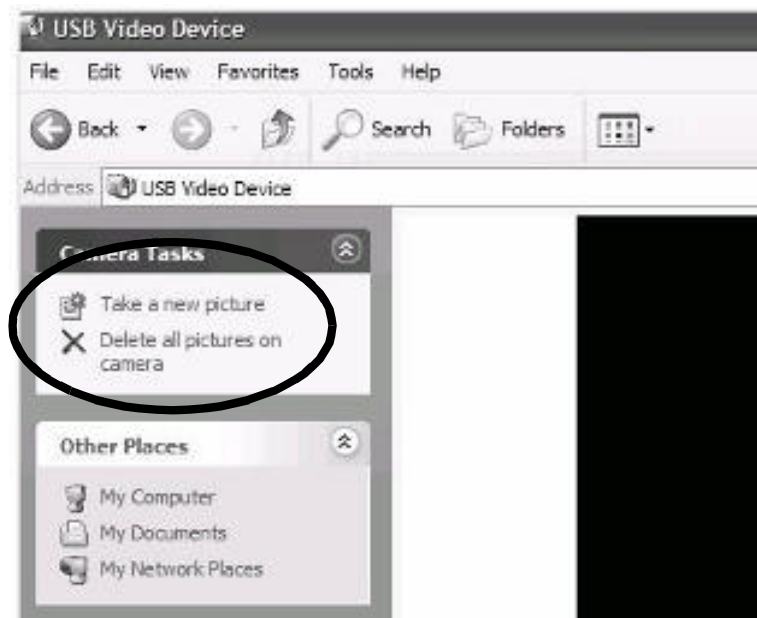 USB Video Device
File Edit View Favorites Tools Help
Back Search Folders
Address USB Video Device
Camera Tasks
Take a new picture
Delete all pictures on
camera
Other Places
My Computer
My Documents
My Network Places